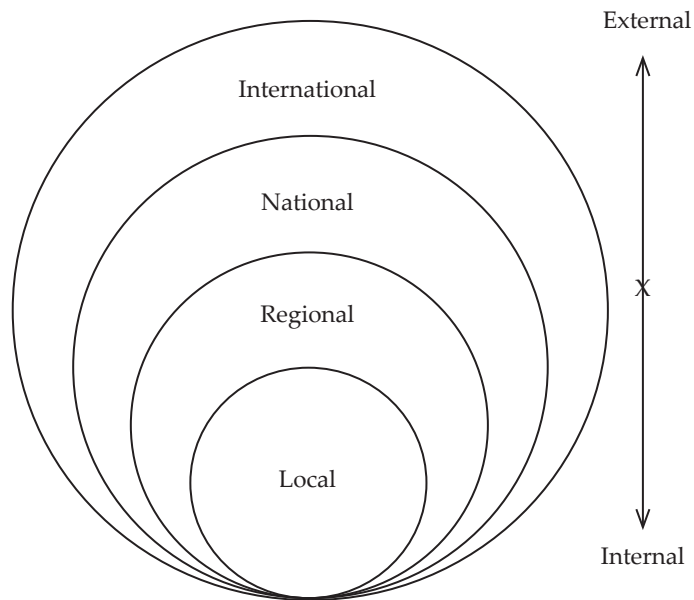 External
International
National
X
Regional
Local
Internal